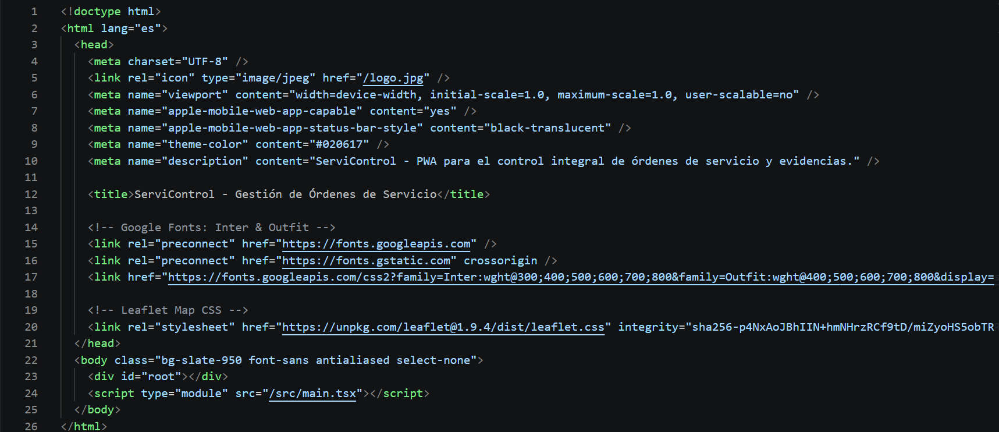 1 <!doctype html>
2 <html lang="es">
3 <head>
4 <meta charset="UTF-8" />
5 <link rel="icon" type="image/jpeg" href="/logo.jpg" />
6 <meta name="viewport" content="width=device-width, initial-scale=1.0, maximum-scale=1.0, user-scalable=no" />
7 <meta name="apple-mobile-web-app-capable" content="yes" />
8 <meta name="apple-mobile-web-app-status-bar-style" content="black-translucent" />
9 <meta name="theme-color" content="#020617" />
10 <meta name="description" content="ServiControl - PWA para el control integral de órdenes de servicio y evidencias." />
11
12 <title>ServiControl - Gestión de Órdenes de Servicio</title>
13
14 <!-- Google Fonts: Inter & Outfit -->
15 <link rel="preconnect" href="https://fonts.googleapis.com" />
16 <link rel="preconnect" href="https://fonts.gstatic.com" crossorigin />
17 <link href="https://fonts.googleapis.com/css2?family=Inter:wght@300;400;500;600;700;800&family=Outfit:wght@400;500;600;700;800&display=
18
19 <!-- Leaflet Map CSS -->
20 <link rel="stylesheet" href="https://unpkg.com/leaflet@1.9.4/dist/leaflet.css" integrity="sha256-p4NxAoJBhIIN+hmNHrzRCf9tD/miZyoHS5obTR
21 </head>
22 <body class="bg-slate-950 font-sans antialiased select-none">
23 <div id="root"></div>
24 <script type="module" src="/src/main.tsx"></script>
25 </body>
26 </html>